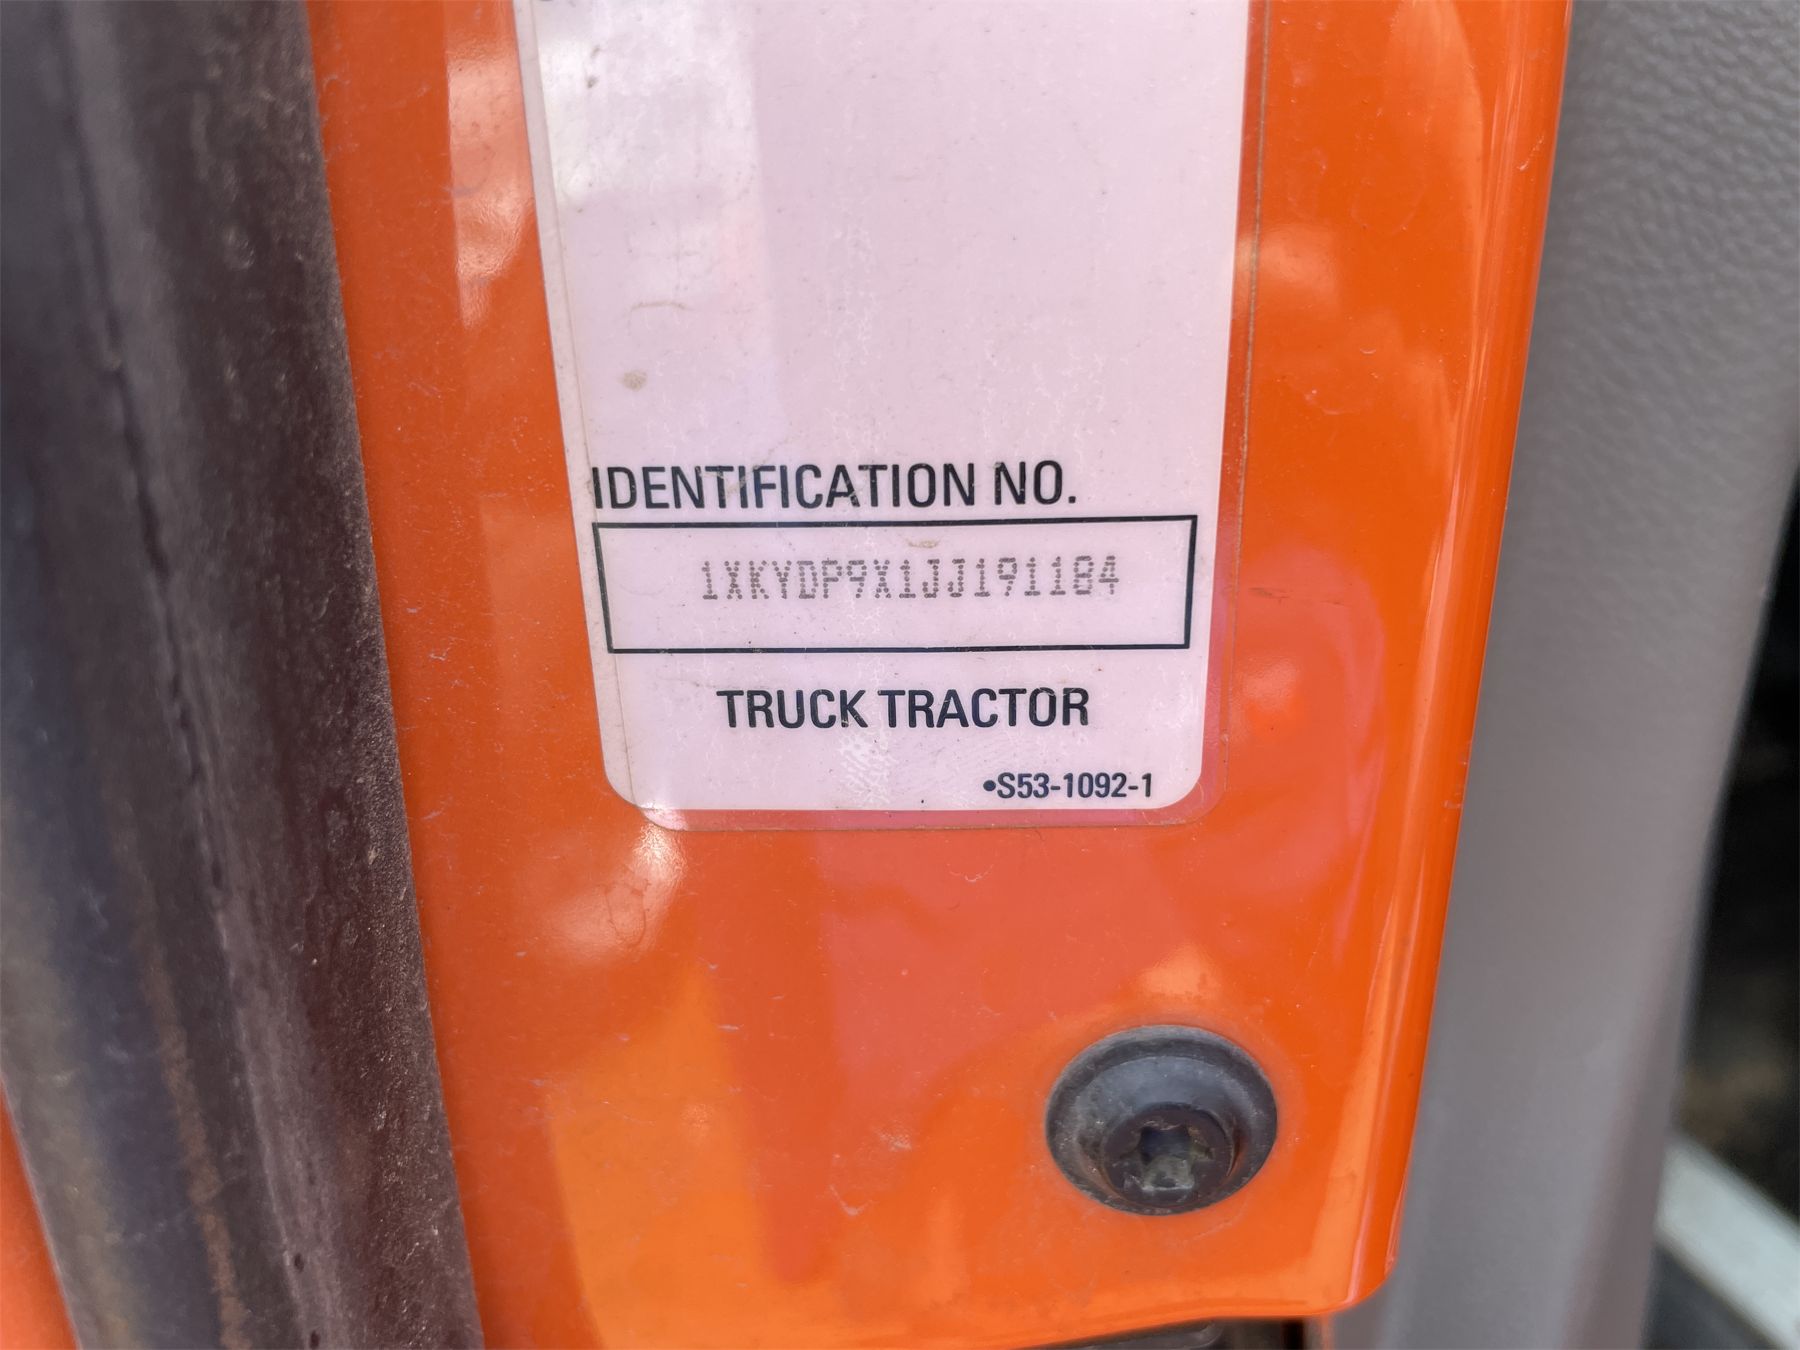 IDENTIFICATION NO.
1XKYDP9X1JJ191184
TRUCK TRACTOR
•S53-1092-1